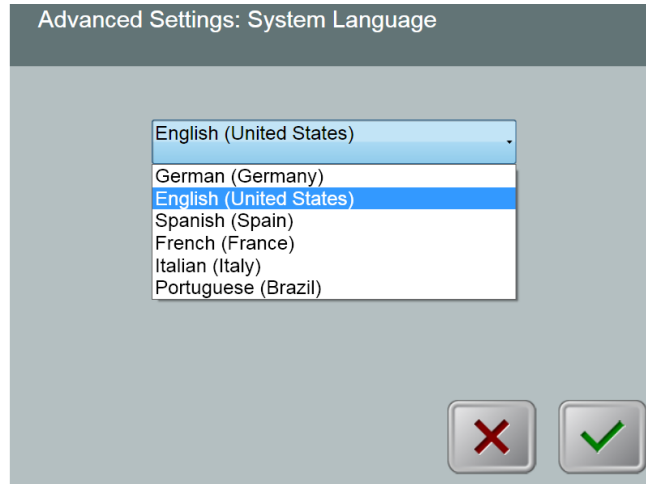 Advanced Settings: System Language
English (United States)
German (Germany)
English (United States)
Spanish (Spain)
French (France)
Italian (Italy)
Portuguese (Brazil)